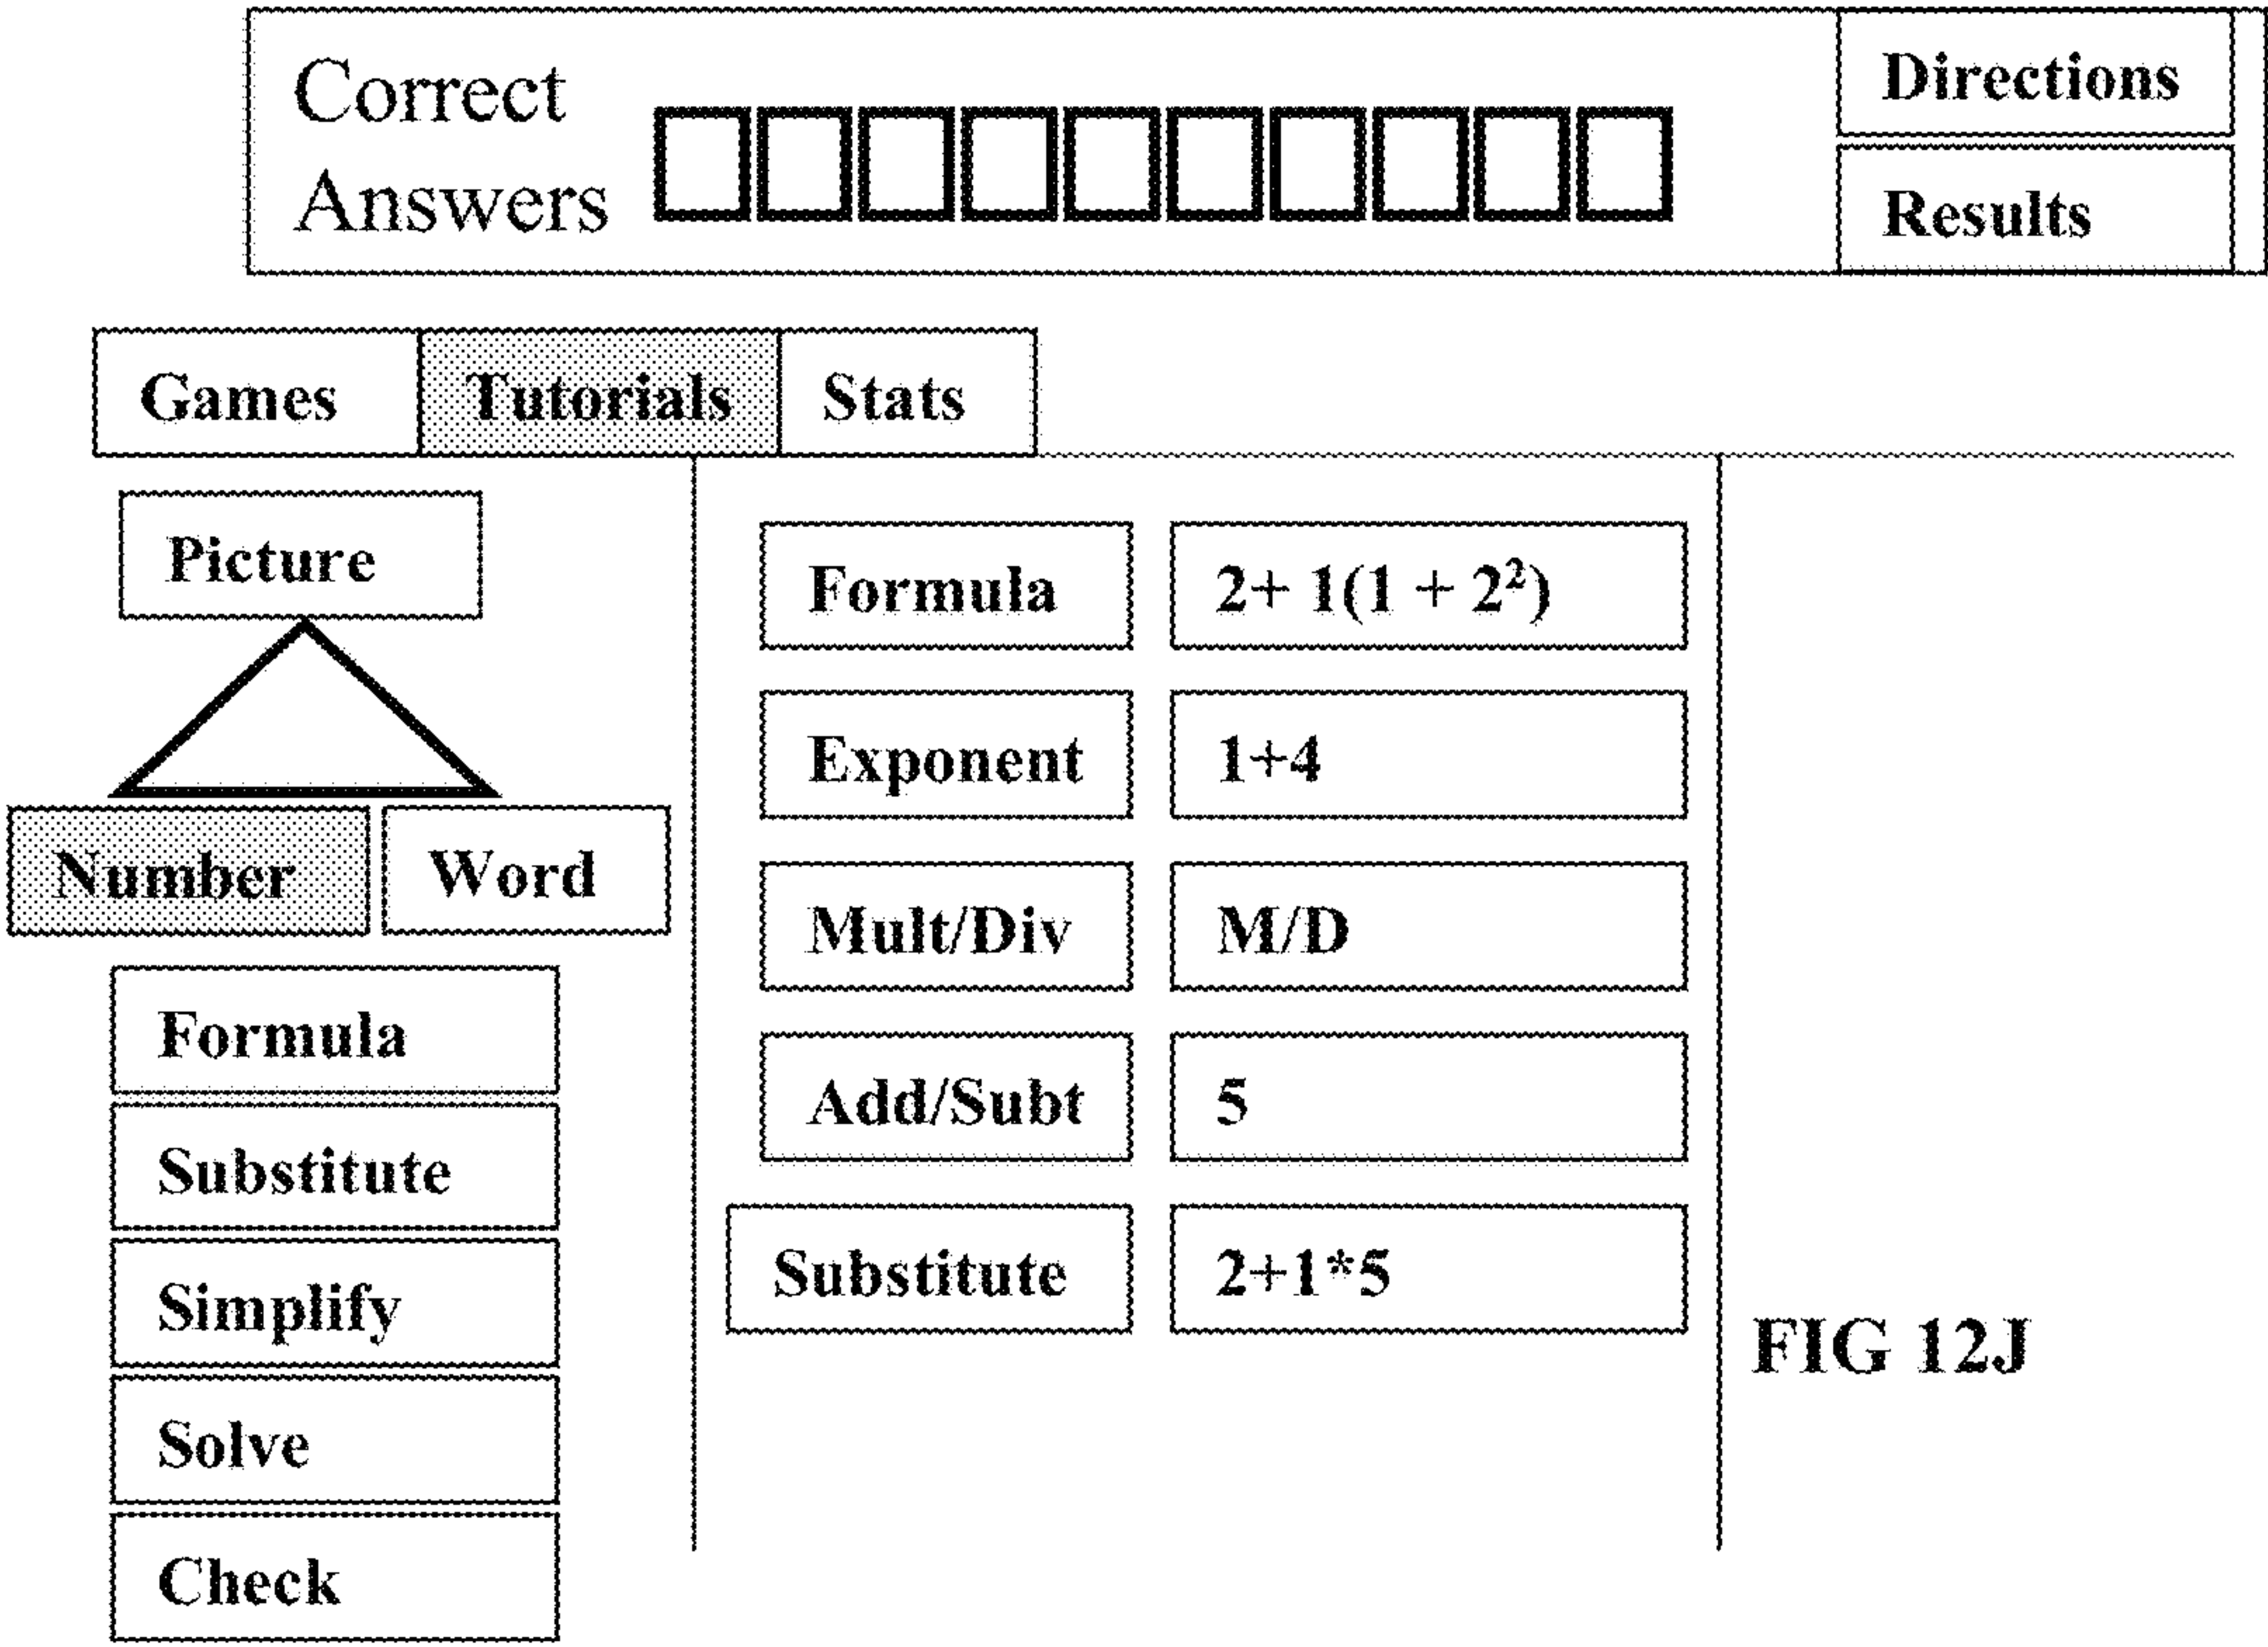 Correct
Answers
Directions
Results
Games Tutorials Stats
Picture
Number Word
Formula
Substitute
Simplify
Solve
Check
Formula 2+ 1(1 + 2²)
Exponent 1+4
Mult/Div M/D
Add/Subt 5
Substitute 2+1*5
FIG 12J